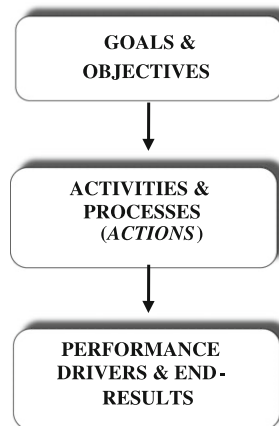 GOALS &
OBJECTIVES
ACTIVITIES &
PROCESSES
(ACTIONS)
PERFORMANCE
DRIVERS & END-
RESULTS